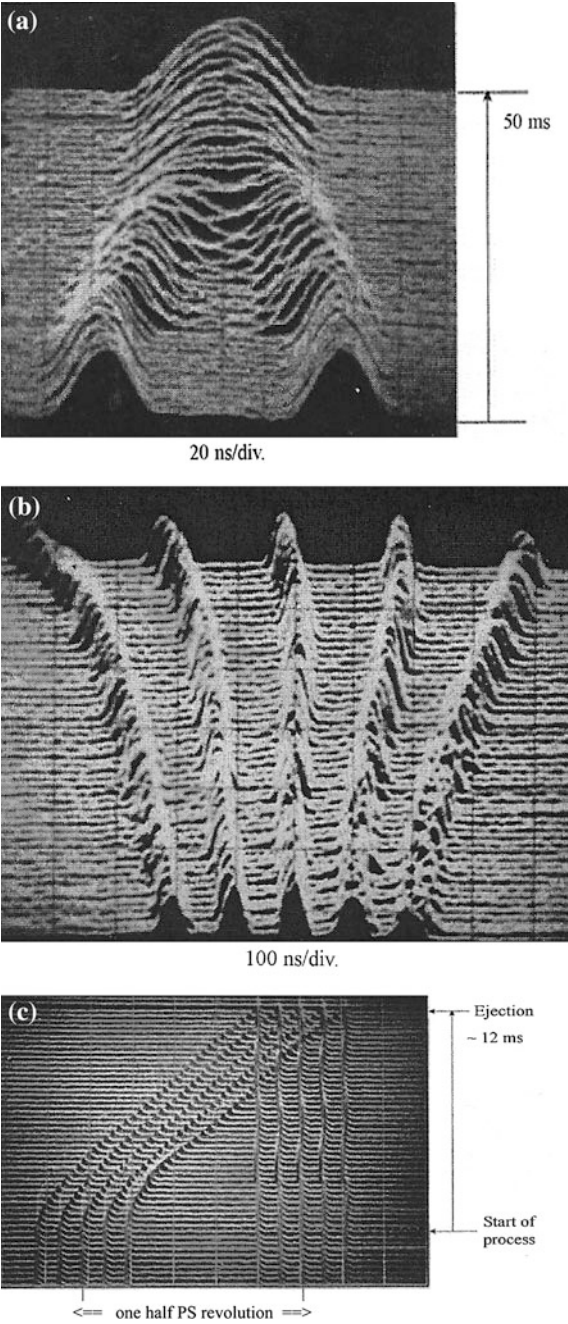 (a)
50 ms
20 ns/div.
(b)
100 ns/div.
(c)
Ejection
~ 12 ms
Start of
process
<== one half PS revolution ==>